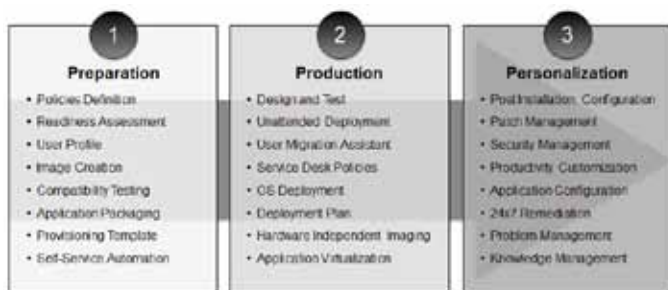 1
Preparation
• Policies Definition
• Readiness Assessment
• User Profile
• Image Creation
• Compatibility Testing
• Application Packaging
• Provisioning Template
• Self-Service Automation
2
Production
• Design and Test
• Unattended Deployment
• User Migration Assistant
• Service Desk Policies
• OS Deployment
• Deployment Plan
• Hardware Independent Imaging
• Application Virtualization
3
Personalization
• Post Installation, Configuration
• Patch Management
• Security Management
• Productivity Customization
• Application Configuration
• 24x7 Remediation
• Problem Management
• Knowledge Management